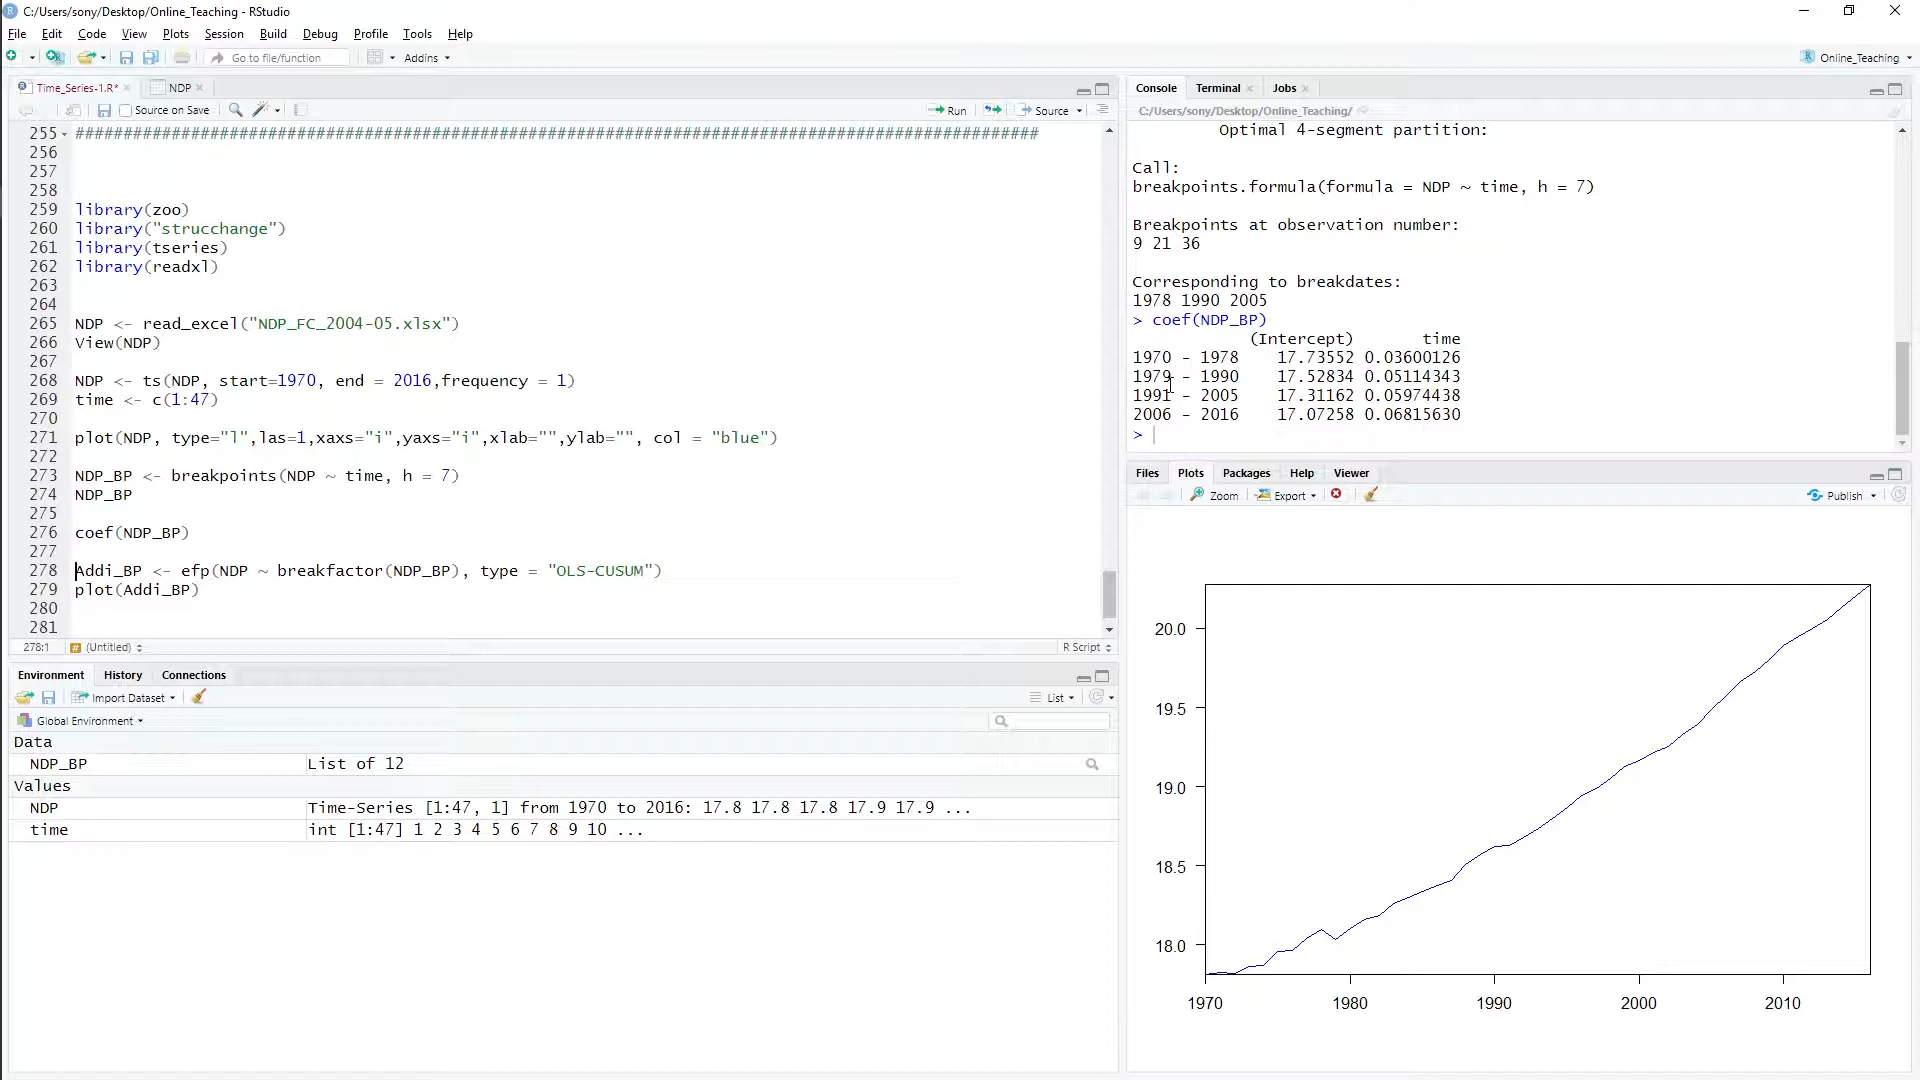 C:/Users/sony/Desktop/Online_Teaching - RStudio
File Edit Code View Plots Session Build Debug Profile Tools Help
Go to file/function Addins Online_Teaching
Time_Series-1.R* NDP
Source on Save Run Source
255 ####################################################################################################
256
257
258
259 library(zoo)
260 library("strucchange")
261 library(tseries)
262 library(readxl)
263
264
265 NDP <- read_excel("NDP_FC_2004-05.xlsx")
266 View(NDP)
267
268 NDP <- ts(NDP, start=1970, end = 2016,frequency = 1)
269 time <- c(1:47)
270
271 plot(NDP, type="l",las=1,xaxs="i",yaxs="i",xlab="",ylab="", col = "blue")
272
273 NDP_BP <- breakpoints(NDP ~ time, h = 7)
274 NDP_BP
275
276 coef(NDP_BP)
277
278 Addi_BP <- efp(NDP ~ breakfactor(NDP_BP), type = "OLS-CUSUM")
279 plot(Addi_BP)
280
281
278:1 (Untitled) R Script
Environment History Connections
Import Dataset List
Global Environment
Data
NDP_BP List of 12
Values
NDP Time-Series [1:47, 1] from 1970 to 2016: 17.8 17.8 17.8 17.9 17.9 ...
time int [1:47] 1 2 3 4 5 6 7 8 9 10 ...
Console Terminal Jobs
C:/Users/sony/Desktop/Online_Teaching/
Optimal 4-segment partition:
Call:
breakpoints.formula(formula = NDP ~ time, h = 7)
Breakpoints at observation number:
9 21 36
Corresponding to breakdates:
1978 1990 2005
> coef(NDP_BP)
(Intercept) time
1970 - 1978 17.73552 0.03600126
1979 - 1990 17.52834 0.05114343
1991 - 2005 17.31162 0.05974438
2006 - 2016 17.07258 0.06815630
>
Files Plots Packages Help Viewer
Zoom Export Publish
20.0
19.5
19.0
18.5
18.0
1970 1980 1990 2000 2010